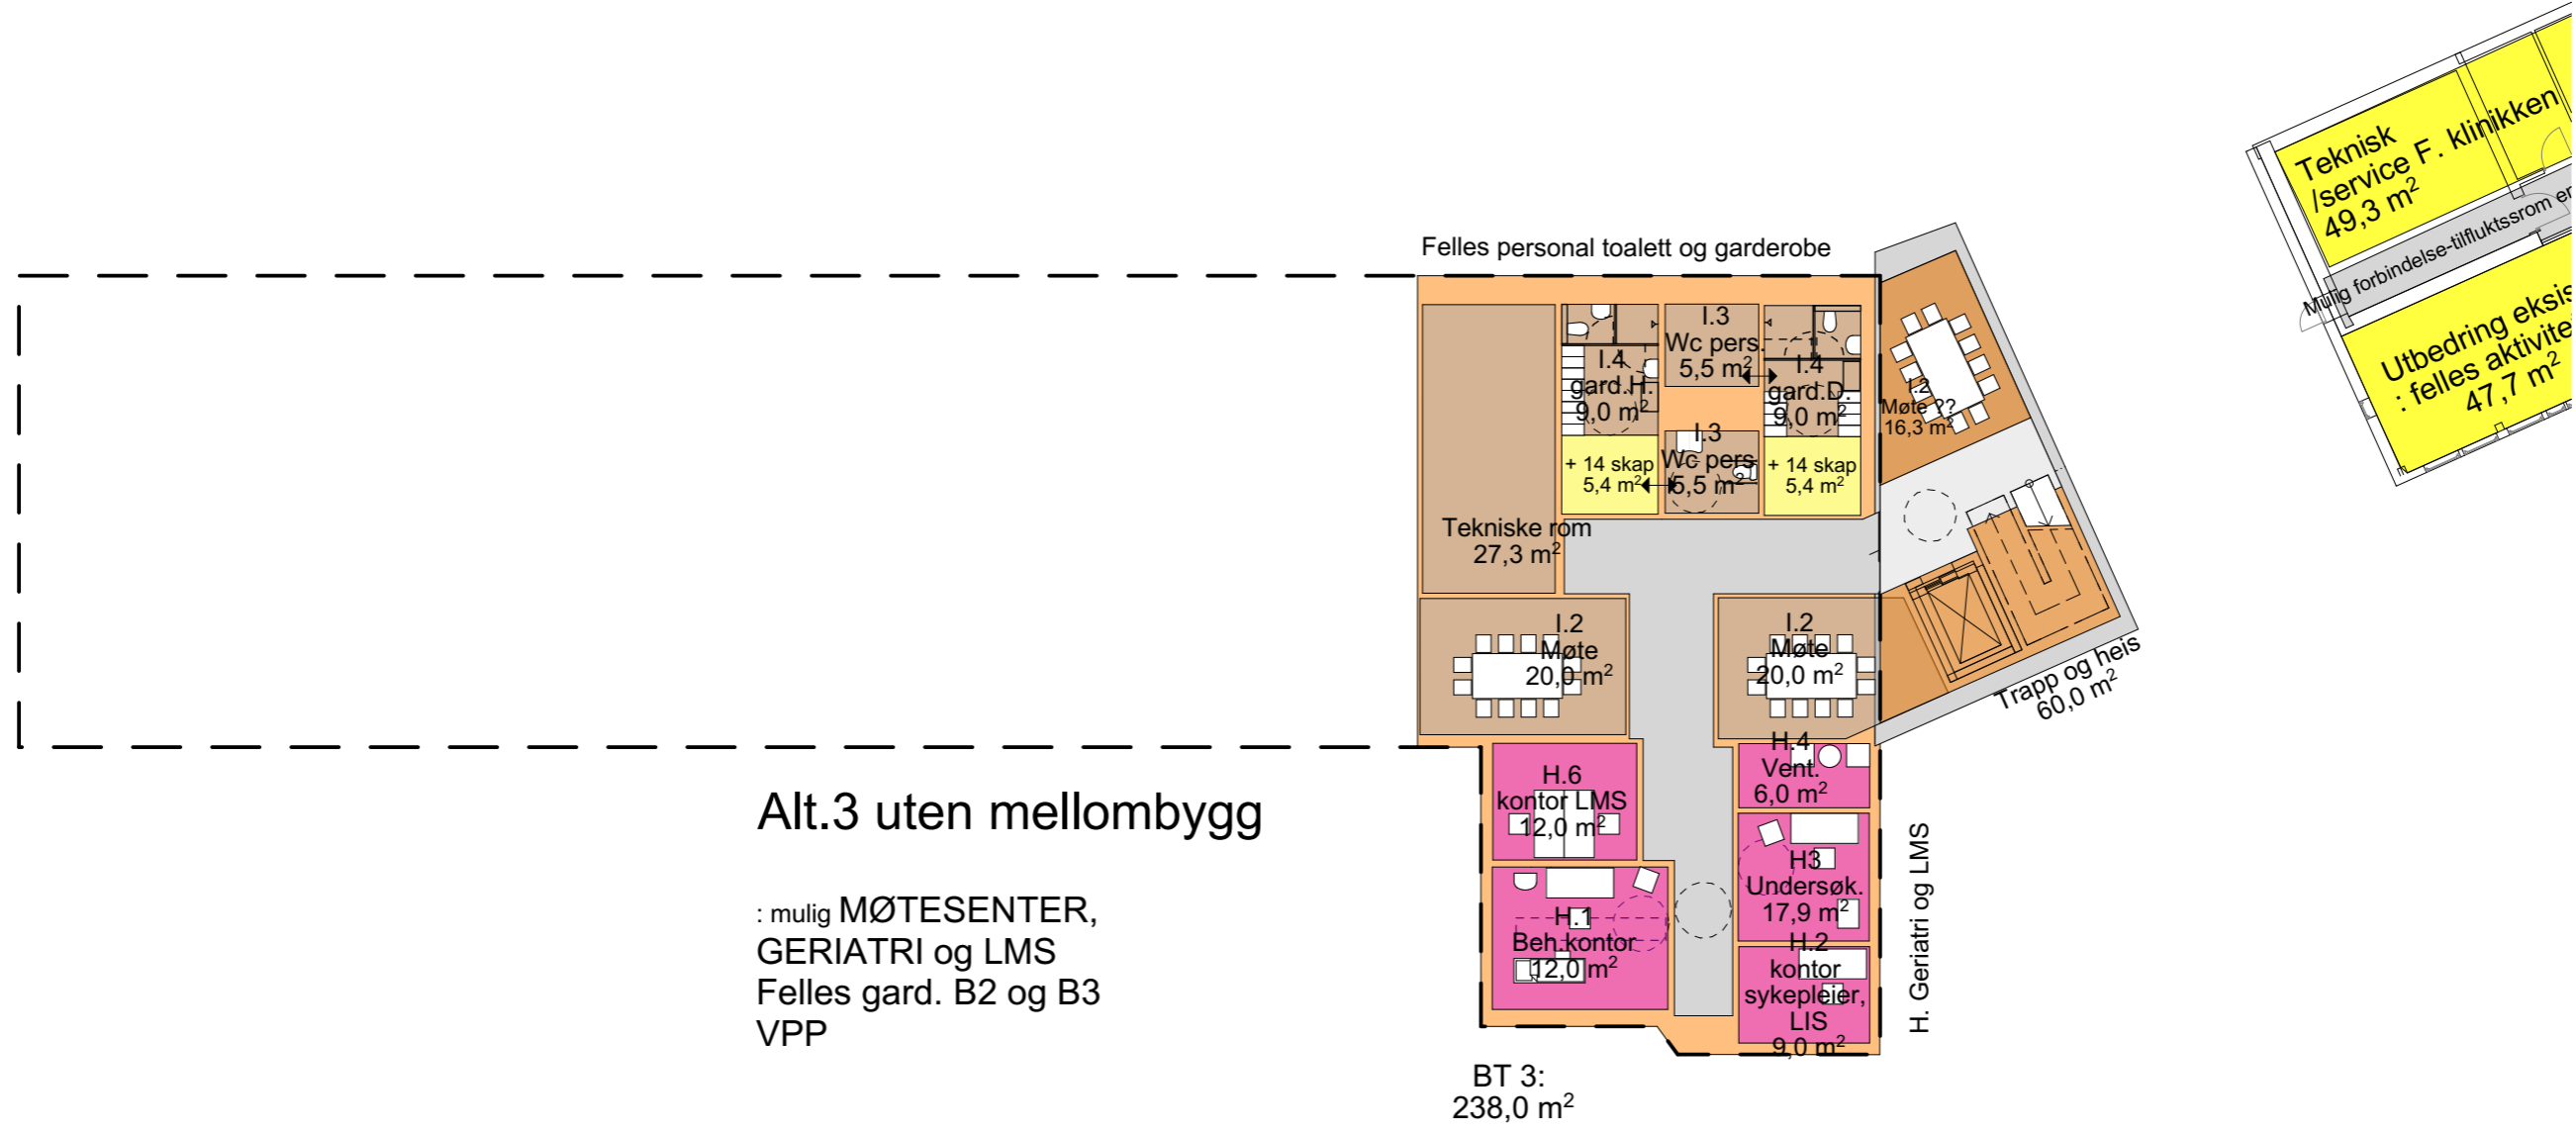 Teknisk
/service F. klinikken
49,3 m²
Mulig forbindelse-tilfluktssrom
Utbedring
: felles
47,7 m²
Felles personal toalett og garderobe
I.4
gard.H.
9,0 m²
I.3
Wc pers.
5,5 m²
I.4
gard.D.
9,0 m²
I.2
Møte ??
16,3 m²
+ 14 skap
5,4 m²
I.3
Wc pers.
5,5 m²
+ 14 skap
5,4 m²
Tekniske rom
27,3 m²
I.2
Møte
20,0 m²
I.2
Møte
20,0 m²
Trapp og heis
60,0 m²
H.6
kontor LMS
12,0 m²
H.4
Vent.
6,0 m²
H3
Undersøk.
17,9 m²
H.1
Beh.kontor
12,0 m²
H.2
kontor
sykepleier,
LIS
9,0 m²
H. Geriatri og LMS
Alt.3 uten mellombygg
: mulig MØTESENTER,
GERIATRI og LMS
Felles gard. B2 og B3
VPP
BT 3:
238,0 m²